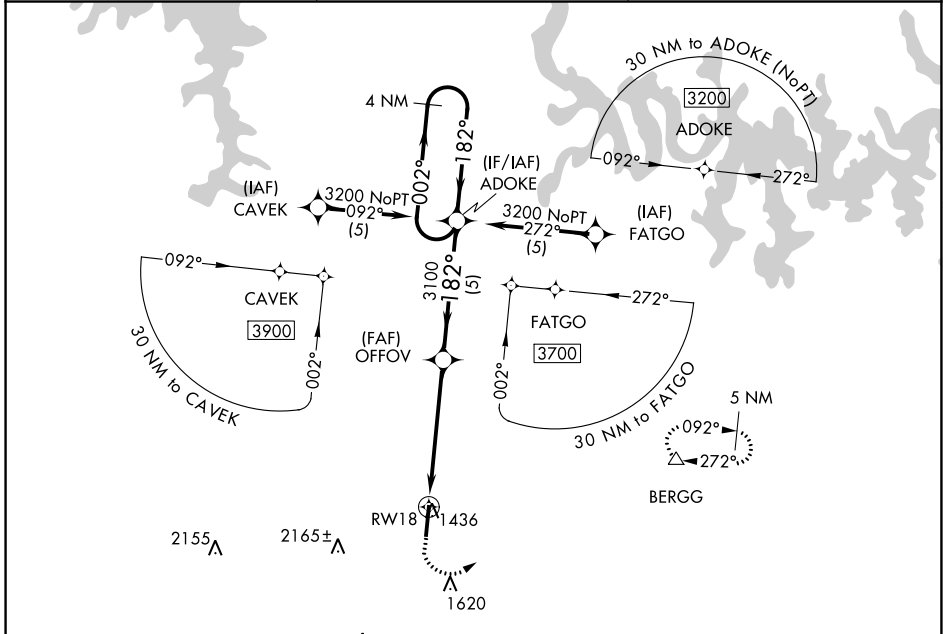 30 NM to ADOKE (NoPT)
3200
ADOKE
092°
272°
4 NM
002°
182°
(IF/IAF)
ADOKE
(IAF)
CAVEK
3200 NoPT
092°
(5)
3200 NoPT
272°
(5)
(IAF)
FATGO
3100
182°
(5)
092°
CAVEK
3900
002°
30 NM to CAVEK
(FAF)
OFFOV
272°
FATGO
3700
002°
30 NM to FATGO
5 NM
092°
272°
BERGG
RW18
1436
2155
2165±
1620